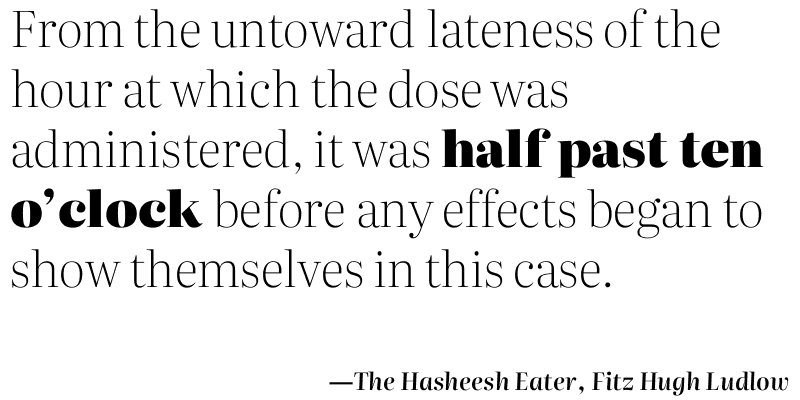 From the untoward lateness of the
hour at which the dose was
administered, it was half past ten
o’clock before any effects began to
show themselves in this case.
—The Hasheesh Eater, Fitz Hugh Ludlow